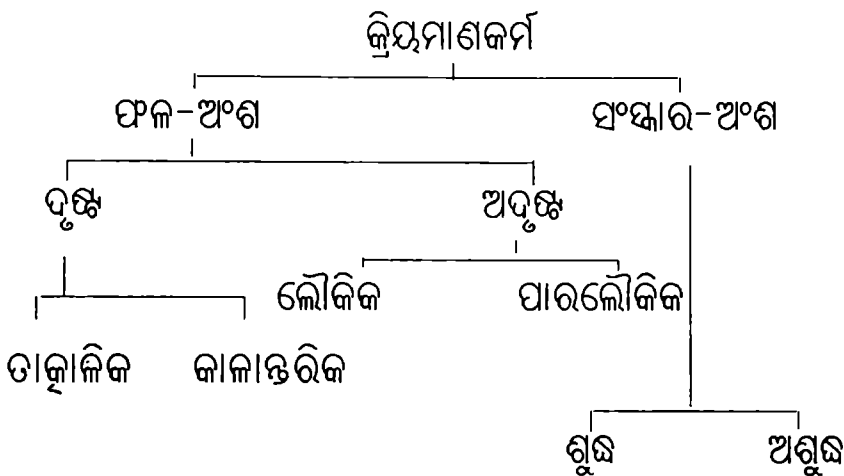 କ୍ରିୟମାଣକର୍ମ
ଫଳ-ଅଂଶ ସଂସ୍କାର-ଅଂଶ
ଦୃଷ୍ଟ ଅଦୃଷ୍ଟ
ଲୌକିକ ପାରଲୌକିକ
ତାତ୍କାଳିକ କାଳାନ୍ତରିକ
ଶୁଦ୍ଧ ଅଶୁଦ୍ଧ